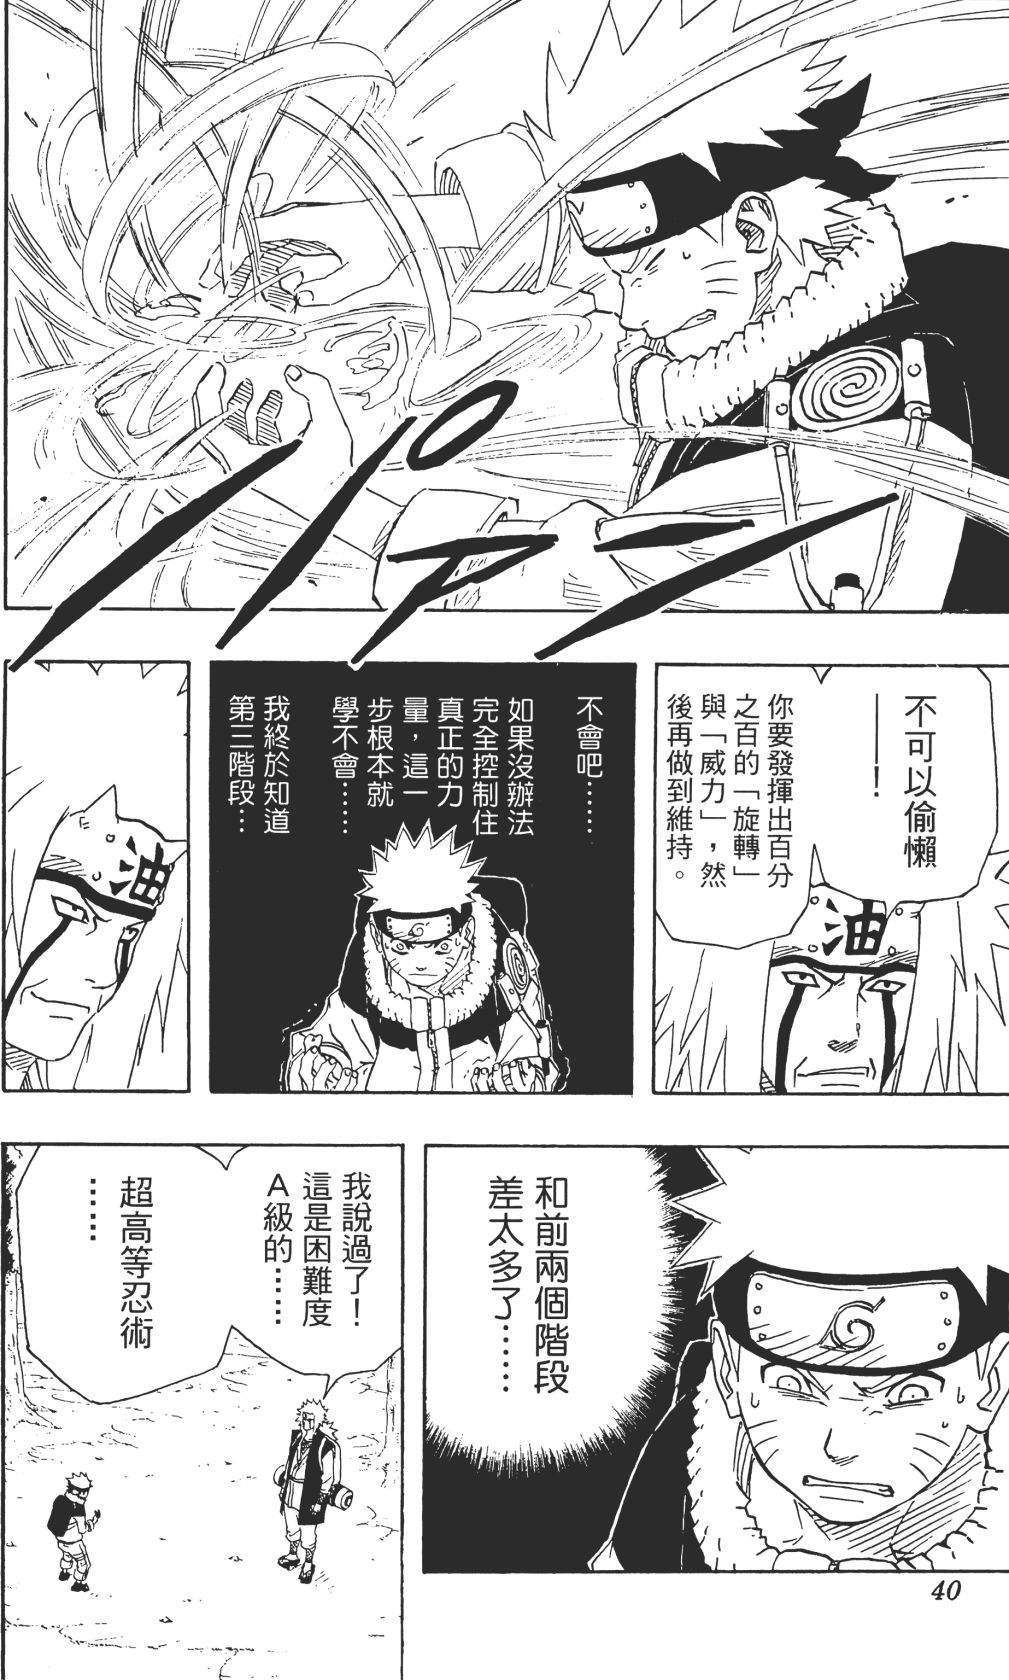 パァン
不可以偷懶
——！
你要發揮出百分
之百的「旋轉」
與「威力」，然
後再做到維持。
油
不會吧……
如果沒辦法
完全控制住
真正的力
量，這一
步根本就
學不會……
我終於知道
第三階段…
油
和前兩個階段
差太多了……
我說過了！
這是困難度
A級的……
超高等忍術
……
40